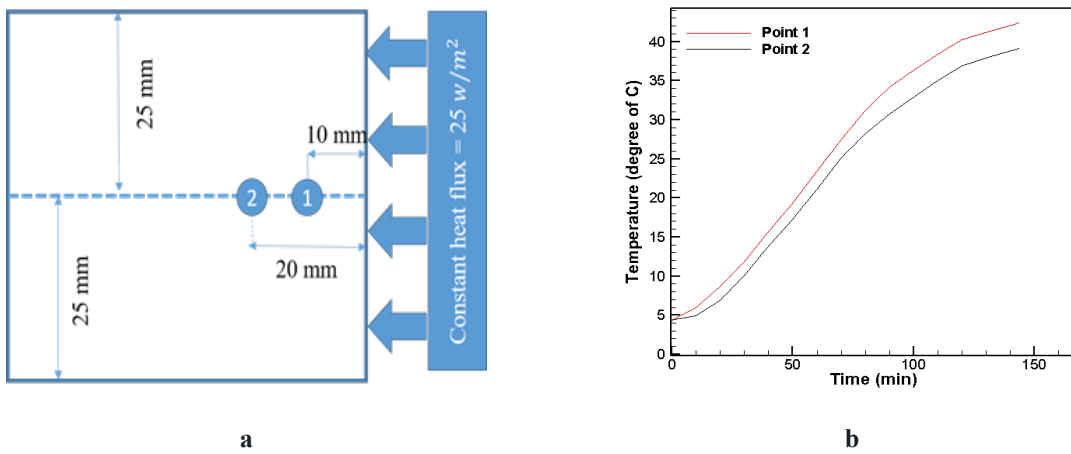 25 mm
10 mm
2
1
20 mm
25 mm
Constant heat flux = 25 w/m²
a
Temperature (degree of C)
40
35
30
25
20
15
10
5
0
Point 1
Point 2
0
50
100
150
Time (min)
b